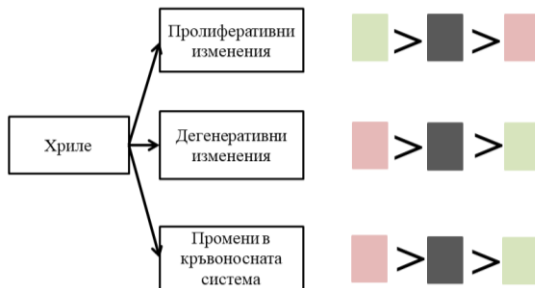 Пролиферативни
изменения
> >
Хриле
Дегенеративни
изменения
> >
Промени в
кръвоносната
система
> >